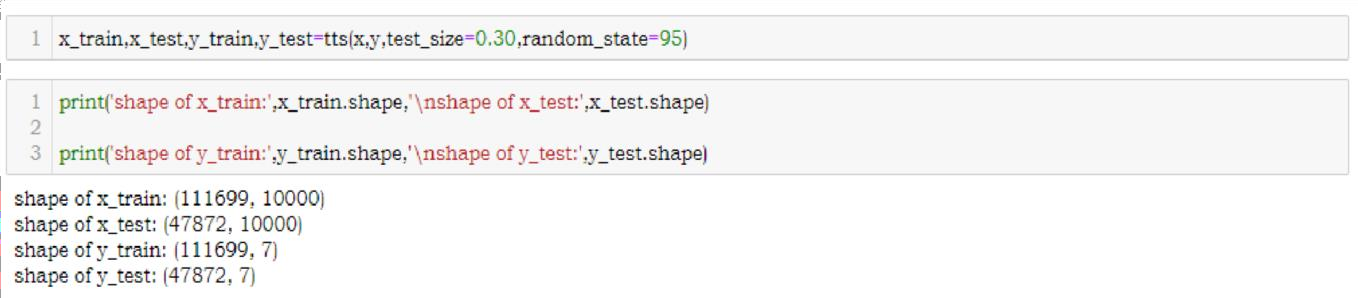 1 x_train,x_test,y_train,y_test=tts(x,y,test_size=0.30,random_state=95)
1 print('shape of x_train:',x_train.shape,'\nshape of x_test:',x_test.shape)
2
3 print('shape of y_train:',y_train.shape,'\nshape of y_test:',y_test.shape)
shape of x_train: (111699, 10000)
shape of x_test: (47872, 10000)
shape of y_train: (111699, 7)
shape of y_test: (47872, 7)